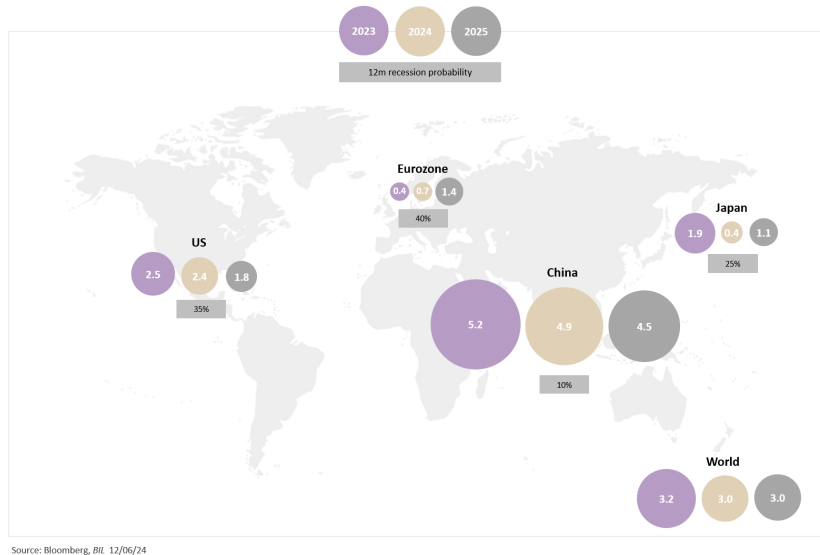 2023 2024 2025
12m recession probability
Eurozone
0.4 0.7 1.4
40%
Japan
1.9 0.4 1.1
25%
US
2.5 2.4 1.8
35%
China
5.2 4.9 4.5
10%
World
3.2 3.0 3.0
Source: Bloomberg, BIL 12/06/24